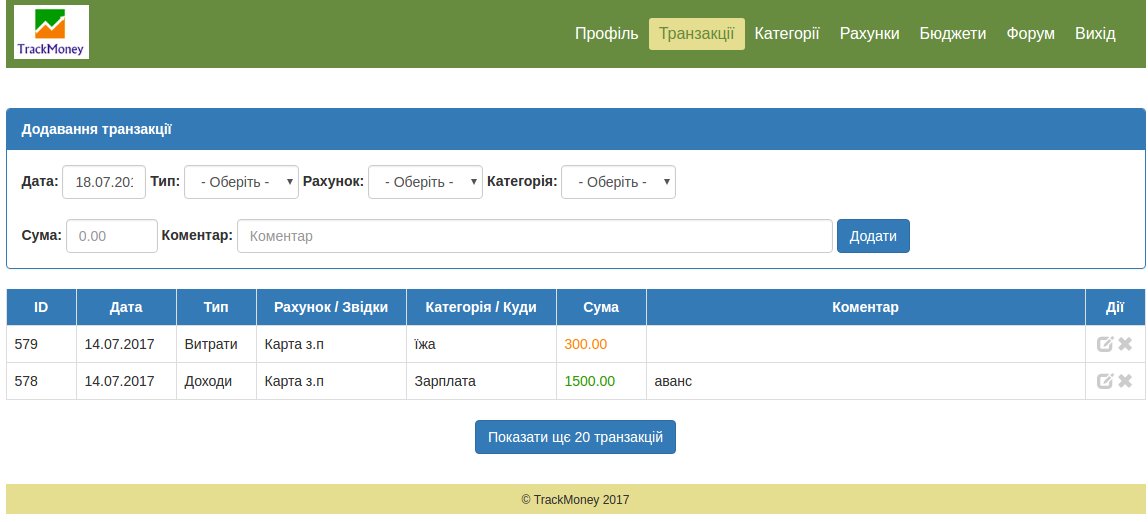 TrackMoney
Профіль Транзакції Категорії Рахунки Бюджети Форум Вихід
Додавання транзакції
Дата: 18.07.201 Тип: - Оберіть - Рахунок: - Оберіть - Категорія: - Оберіть -
Сума: 0.00 Коментар: Коментар Додати
ID Дата Тип Рахунок / Звідки Категорія / Куди Сума Коментар Дії
579 14.07.2017 Витрати Карта з.п їжа 300.00
578 14.07.2017 Доходи Карта з.п Зарплата 1500.00 аванс
Показати щє 20 транзакцій
© TrackMoney 2017